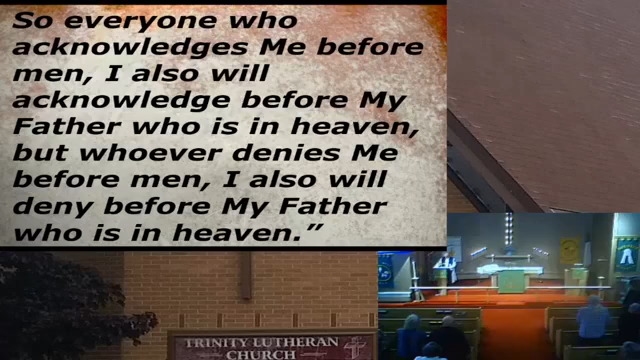 So everyone who
acknowledges Me before
men, I also will
acknowledge before My
Father who is in heaven,
but whoever denies Me
before men, I also will
deny before My Father
who is in heaven.”
TRINITY LUTHERAN
CHURCH